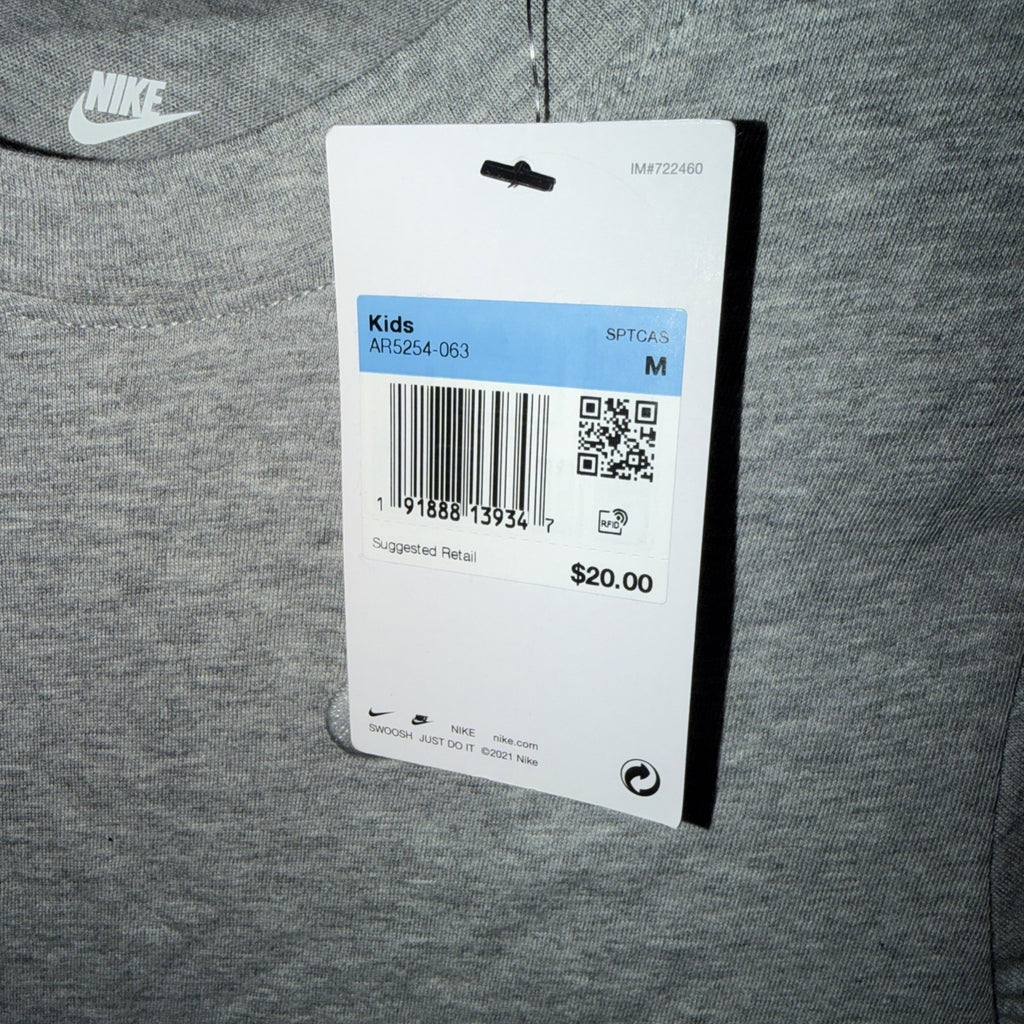 NIKE
IM#722460
Kids
SPTCAS
AR5254-063
M
1 91888 13934 7
RFID
Suggested Retail
$20.00
NIKE nike.com
SWOOSH JUST DO IT ©2021 Nike